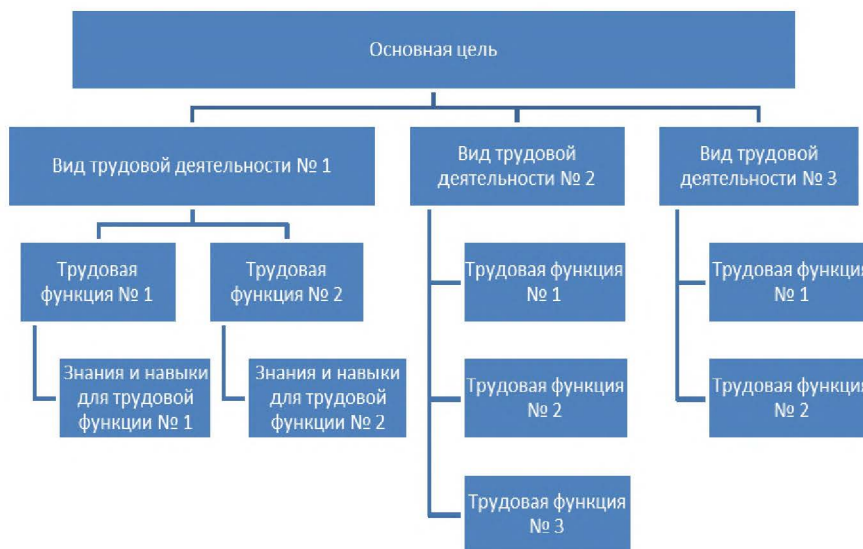 Основная цель
Вид трудовой деятельности № 1
Вид трудовой
деятельности № 2
Вид трудовой
деятельности № 3
Трудовая
функция № 1
Трудовая
функция № 2
Трудовая функция
№ 1
Трудовая функция
№ 1
Знания и навыки
для трудовой
функции № 1
Знания и навыки
для трудовой
функции № 2
Трудовая функция
№ 2
Трудовая функция
№ 2
Трудовая функция
№ 3